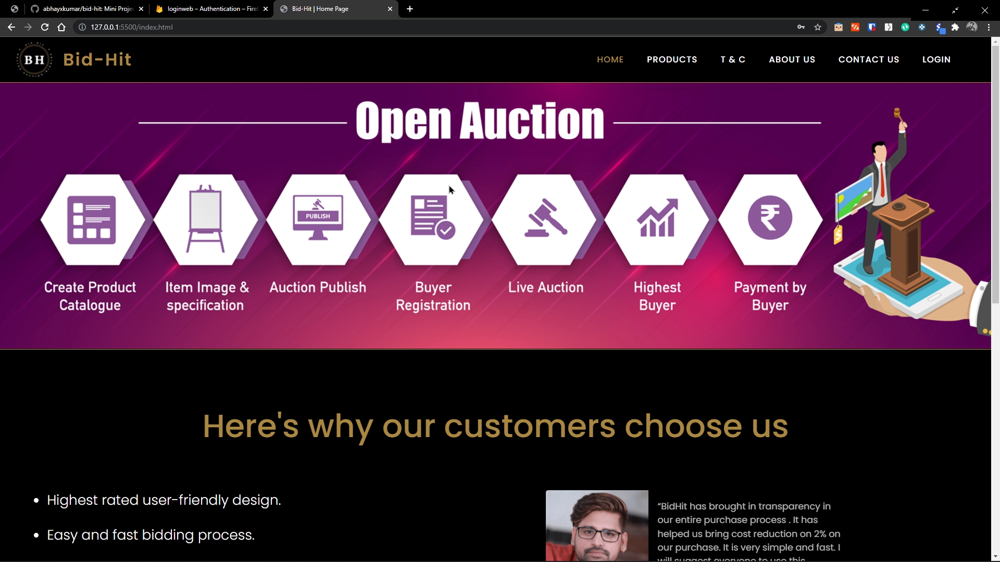 abhayxkumar/bid-hit: Mini Proje
loginweb – Authentication – Fire
Bid-Hit | Home Page
127.0.0.1:5500/index.html
BH
Bid-Hit
HOME
PRODUCTS
T & C
ABOUT US
CONTACT US
LOGIN
Open Auction
PUBLISH
Create Product
Catalogue
Item Image &
specification
Auction Publish
Buyer
Registration
Live Auction
Highest
Buyer
Payment by
Buyer
Here's why our customers choose us
• Highest rated user-friendly design.
• Easy and fast bidding process.
“BidHit has brought in transparency in
our entire purchase process . It has
helped us bring cost reduction on 2% on
our purchase. It is very simple and fast. I
will suggest everyone to use this